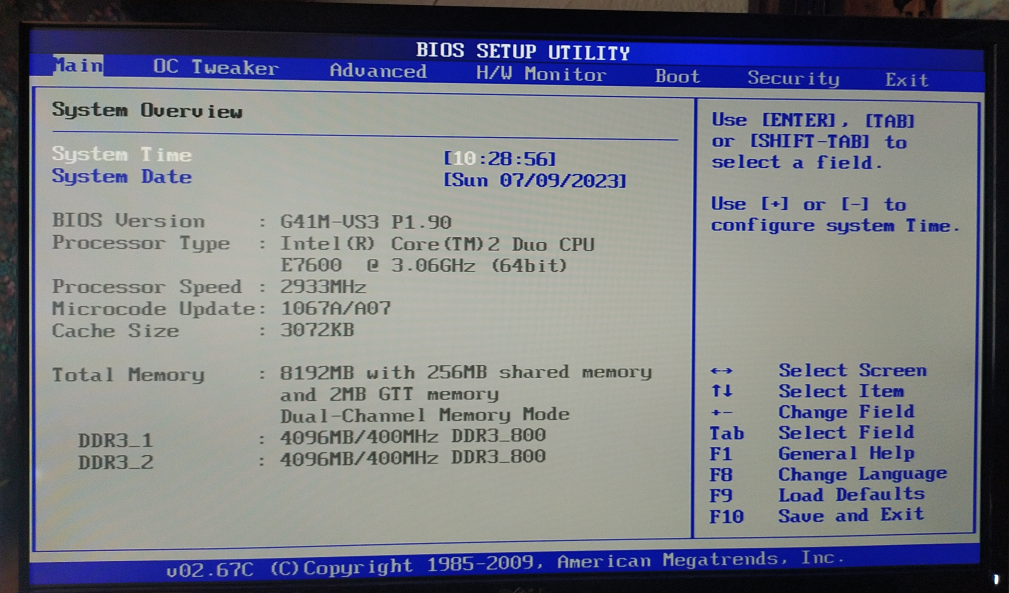 BIOS SETUP UTILITY
Main OC Tweaker Advanced H/W Monitor Boot Security Exit
System Overview
System Time [10:28:56]
System Date [Sun 07/09/2023]
BIOS Version : G41M-VS3 P1.90
Processor Type : Intel(R) Core(TM)2 Duo CPU
E7600 @ 3.06GHz (64bit)
Processor Speed : 2933MHz
Microcode Update: 1067A/A07
Cache Size : 3072KB
Total Memory : 8192MB with 256MB shared memory
and 2MB GTT memory
Dual-Channel Memory Mode
DDR3_1 : 4096MB/400MHz DDR3_800
DDR3_2 : 4096MB/400MHz DDR3_800
Use [ENTER], [TAB]
or [SHIFT-TAB] to
select a field.
Use [+] or [-] to
configure system Time.
↔ Select Screen
↑↓ Select Item
+- Change Field
Tab Select Field
F1 General Help
F8 Change Language
F9 Load Defaults
F10 Save and Exit
v02.67C (C)Copyright 1985-2009, American Megatrends, Inc.